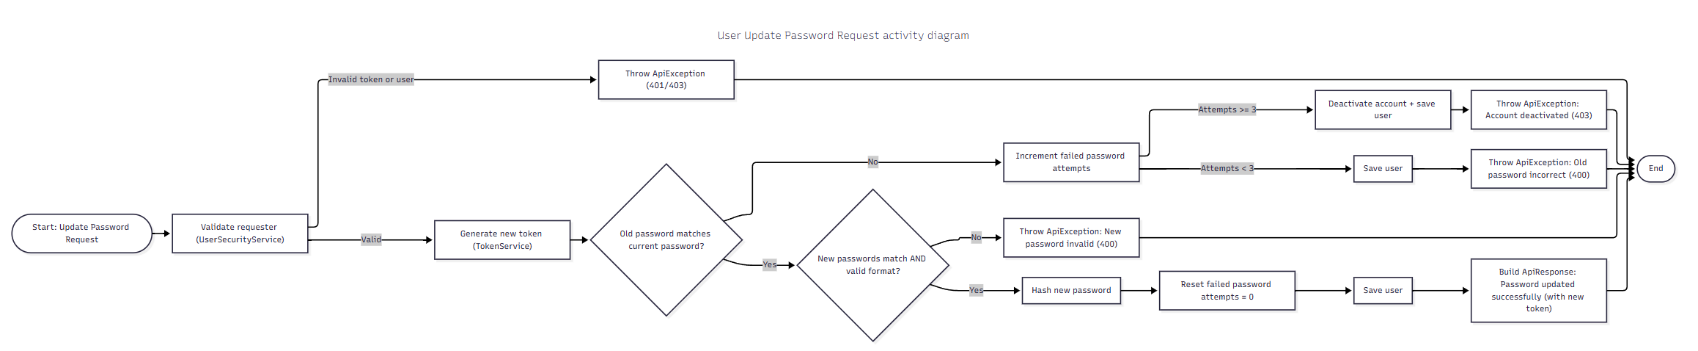 User Update Password Request activity diagram
Invalid token or user
Throw ApiException
(401/403)
Attempts >= 3
Deactivate account + save
user
Throw ApiException:
Account deactivated (403)
No
Increment failed password
attempts
Attempts < 3
Save user
Throw ApiException: Old
password incorrect (400)
End
Start: Update Password
Request
Validate requester
(UserSecurityService)
Valid
Generate new token
(TokenService)
Old password matches
current password?
Yes
New passwords match AND
valid format?
No
Throw ApiException: New
password invalid (400)
Yes
Hash new password
Reset failed password
attempts = 0
Save user
Build ApiResponse:
Password updated
successfully (with new
token)